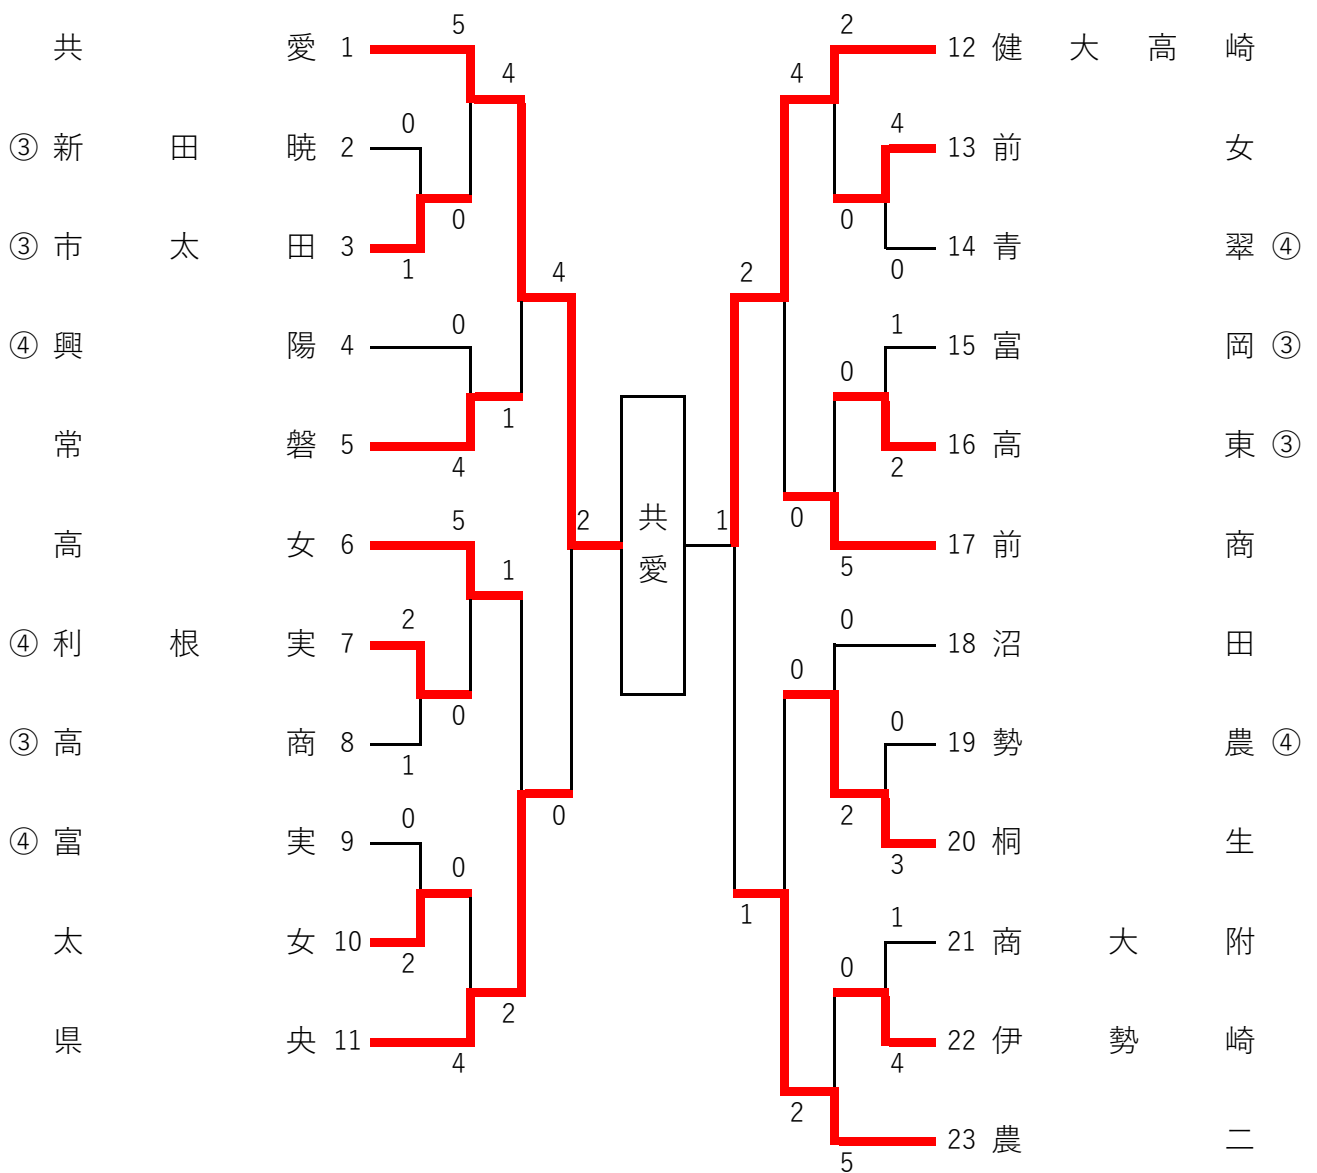 5
2
共愛 1
12 健大高崎
4
4
0
4
③ 新田暁 2
13 前女
0
0
③ 市太田 3
14 青翠 ④
1
0
4
2
0
1
④ 興陽 4
15 富岡 ③
0
1
常磐 5
16 高東 ③
4
2
5
2
共愛
1
0
高女 6
17 前商
1
5
2
0
④ 利根実 7
18 沼田
0
0
0
③ 高商 8
19 勢農 ④
1
0
2
0
④ 富実 9
20 桐生
0
3
1
1
太女 10
21 商大附
2
0
2
県央 11
22 伊勢崎
4
4
2
23 農二
5